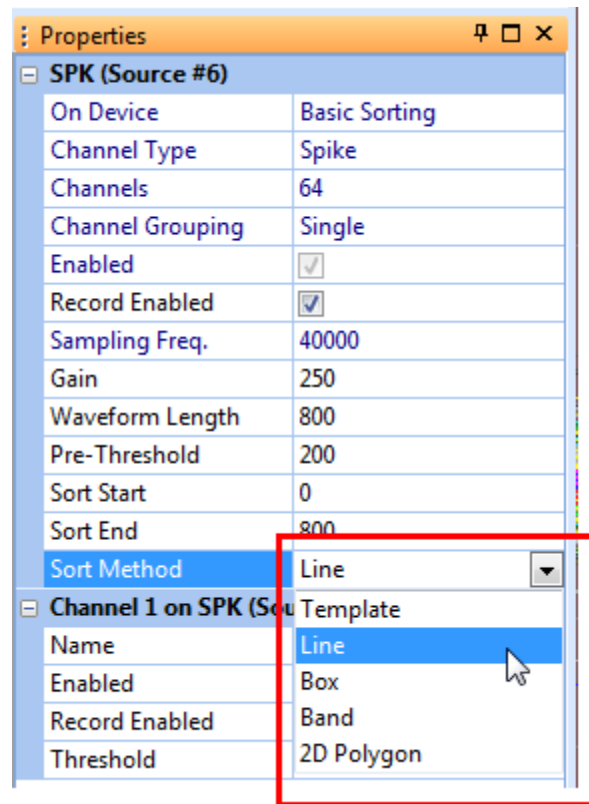 Properties
SPK (Source #6)
On Device Basic Sorting
Channel Type Spike
Channels 64
Channel Grouping Single
Enabled
Record Enabled
Sampling Freq. 40000
Gain 250
Waveform Length 800
Pre-Threshold 200
Sort Start 0
Sort End 800
Sort Method Line
Channel 1 on SPK (Sou
Template
Name
Line
Enabled
Box
Record Enabled
Band
Threshold
2D Polygon